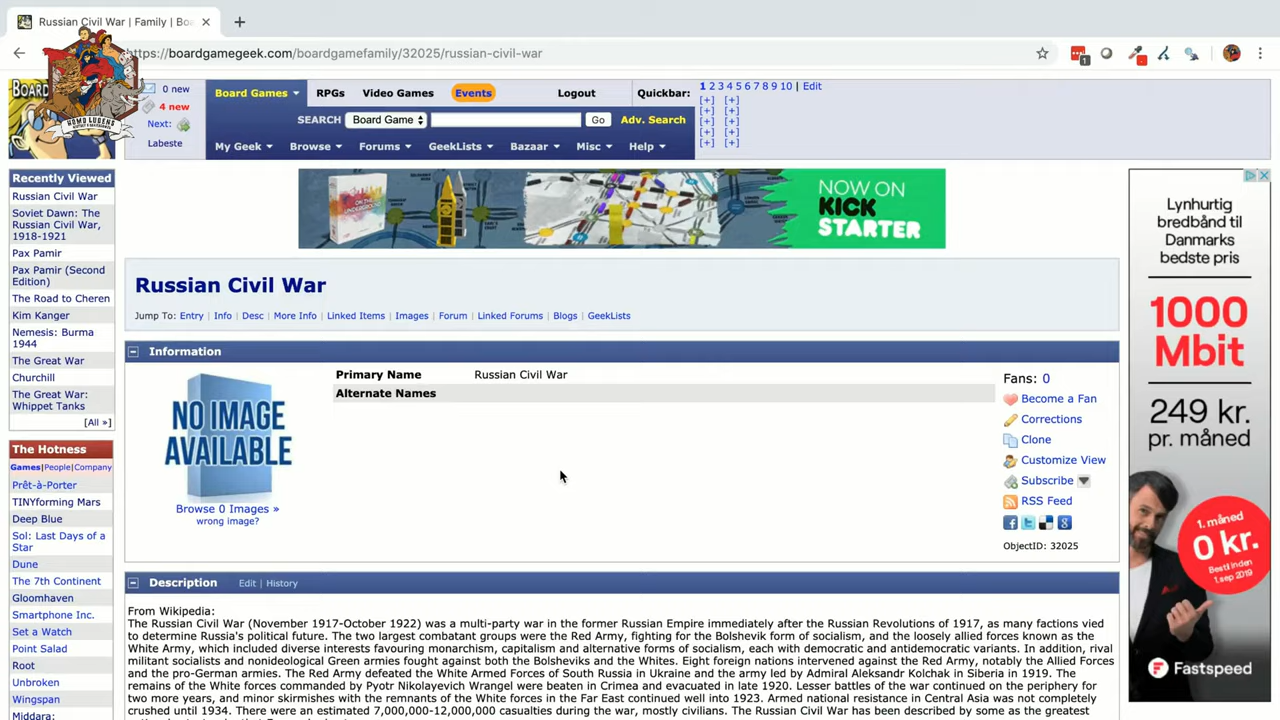 Russian Civil War | Family | Boa
https://boardgamegeek.com/boardgamefamily/32025/russian-civil-war
1
BOARD
HOMO LUDENS
0 new
4 new
Next:
Labeste
Board Games
RPGs
Video Games
Events
Logout
Quickbar:
1 2 3 4 5 6 7 8 9 10 | Edit
SEARCH
Board Game
Go
Adv. Search
[+] [+]
[+] [+]
[+] [+]
[+] [+]
[+] [+]
My Geek
Browse
Forums
GeekLists
Bazaar
Misc
Help
Recently Viewed
Russian Civil War
Soviet Dawn: The
Russian Civil War,
1918-1921
Pax Pamir
Pax Pamir (Second
Edition)
The Road to Cheren
Kim Kanger
Nemesis: Burma
1944
The Great War
Churchill
The Great War:
Whippet Tanks
[All »]
The Hotness
Games|People|Company
Prêt-à-Porter
TINYforming Mars
Deep Blue
Sol: Last Days of a
Star
Dune
The 7th Continent
Gloomhaven
Smartphone Inc.
Set a Watch
Point Salad
Root
Unbroken
Wingspan
Middara:
NOW ON
KICK
STARTER
Russian Civil War
Jump To: Entry | Info | Desc | More Info | Linked Items | Images | Forum | Linked Forums | Blogs | GeekLists
Information
NO IMAGE
AVAILABLE
Browse 0 Images »
wrong image?
Primary Name Russian Civil War
Alternate Names
Fans: 0
Become a Fan
Corrections
Clone
Customize View
Subscribe
RSS Feed
ObjectID: 32025
Description Edit | History
From Wikipedia:
The Russian Civil War (November 1917-October 1922) was a multi-party war in the former Russian Empire immediately after the Russian Revolutions of 1917, as many factions vied
to determine Russia's political future. The two largest combatant groups were the Red Army, fighting for the Bolshevik form of socialism, and the loosely allied forces known as the
White Army, which included diverse interests favouring monarchism, capitalism and alternative forms of socialism, each with democratic and antidemocratic variants. In addition, rival
militant socialists and nonideological Green armies fought against both the Bolsheviks and the Whites. Eight foreign nations intervened against the Red Army, notably the Allied Forces
and the pro-German armies. The Red Army defeated the White Armed Forces of South Russia in Ukraine and the army led by Admiral Aleksandr Kolchak in Siberia in 1919. The
remains of the White forces commanded by Pyotr Nikolayevich Wrangel were beaten in Crimea and evacuated in late 1920. Lesser battles of the war continued on the periphery for
two more years, and minor skirmishes with the remnants of the White forces in the Far East continued well into 1923. Armed national resistance in Central Asia was not completely
crushed until 1934. There were an estimated 7,000,000-12,000,000 casualties during the war, mostly civilians. The Russian Civil War has been described by some as the greatest
Lynhurtig
bredbånd til
Danmarks
bedste pris
1000
Mbit
249 kr.
pr. måned
1. måned
0 kr.
Bestil inden
1.sep 2019
Fastspeed